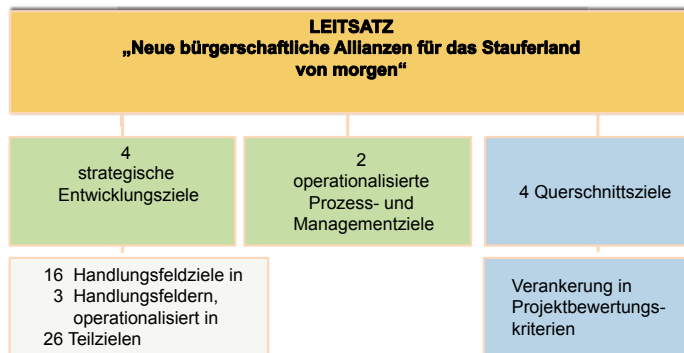 LEITSATZ
„Neue bürgerschaftliche Allianzen für das Stauferland
von morgen“
4
strategische
Entwicklungsziele
2
operationalisierte
Prozess- und
Managementziele
4 Querschnittsziele
16 Handlungsfeldziele in
3 Handlungsfeldern,
operationalisiert in
26 Teilzielen
Verankerung in
Projektbewertungs-
kriterien